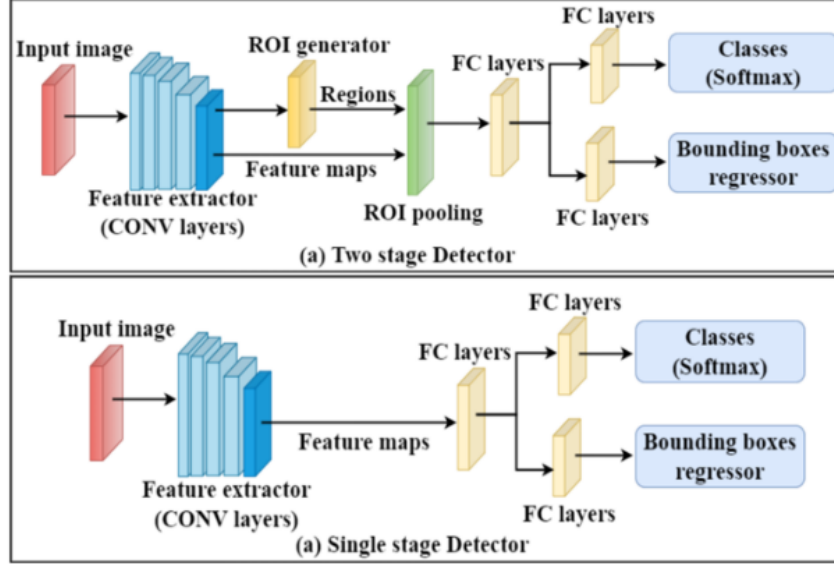 Input image
ROI generator
Regions
Feature maps
Feature extractor
(CONV layers)
ROI pooling
FC layers
FC layers
FC layers
Classes
(Softmax)
Bounding boxes
regressor
(a) Two stage Detector
Input image
Feature extractor
(CONV layers)
Feature maps
FC layers
FC layers
FC layers
Classes
(Softmax)
Bounding boxes
regressor
(a) Single stage Detector